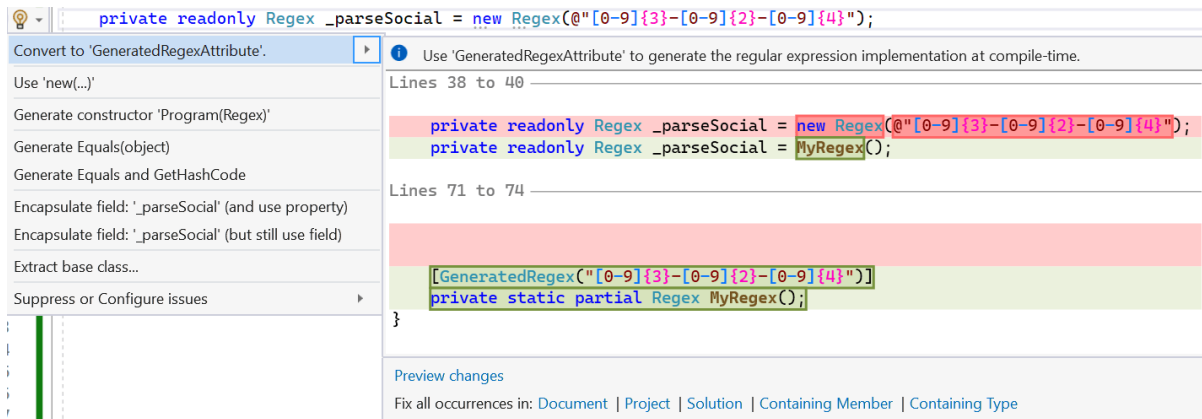 private readonly Regex _parseSocial = new Regex(@"[0-9]{3}-[0-9]{2}-[0-9]{4}");
Convert to 'GeneratedRegexAttribute'.
Use 'new(...)'
Generate constructor 'Program(Regex)'
Generate Equals(object)
Generate Equals and GetHashCode
Encapsulate field: '_parseSocial' (and use property)
Encapsulate field: '_parseSocial' (but still use field)
Extract base class...
Suppress or Configure issues
Use 'GeneratedRegexAttribute' to generate the regular expression implementation at compile-time.
Lines 38 to 40
private readonly Regex _parseSocial = new Regex(@"[0-9]{3}-[0-9]{2}-[0-9]{4}");
private readonly Regex _parseSocial = MyRegex();
Lines 71 to 74
[GeneratedRegex("[0-9]{3}-[0-9]{2}-[0-9]{4}")]
private static partial Regex MyRegex();
}
Preview changes
Fix all occurrences in: Document | Project | Solution | Containing Member | Containing Type